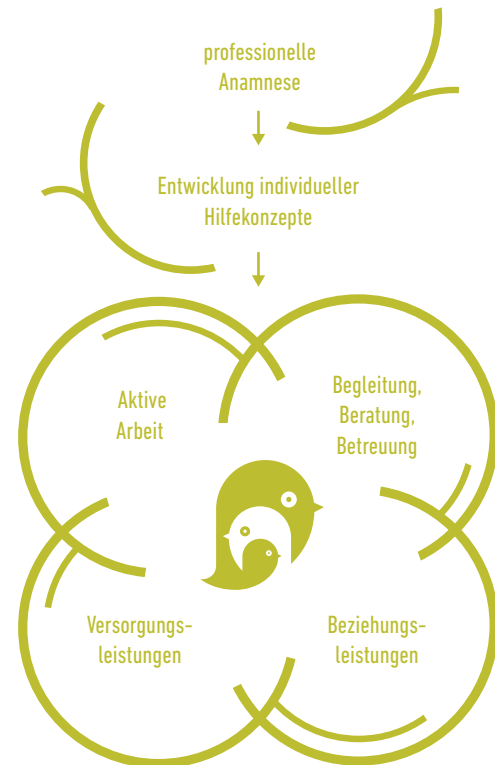 professionelle
Anamnese
Entwicklung individueller
Hilfekonzepte
Aktive
Arbeit
Begleitung,
Beratung,
Betreuung
Versorgungs-
leistungen
Beziehungs-
leistungen